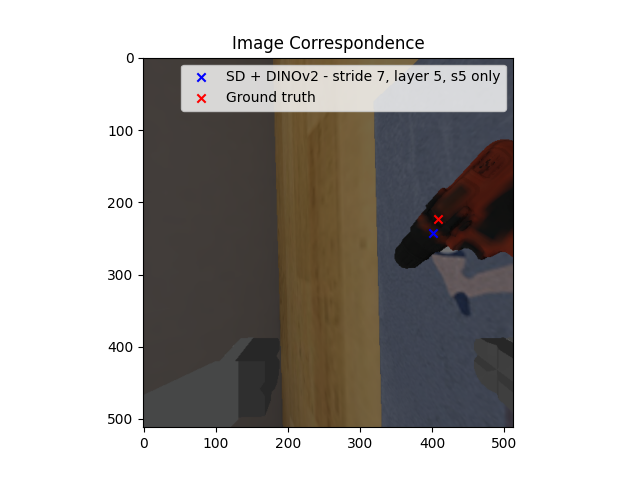 Image Correspondence
SD + DINOv2 - stride 7, layer 5, s5 only
Ground truth
0
100
200
300
400
500
0 100 200 300 400 500